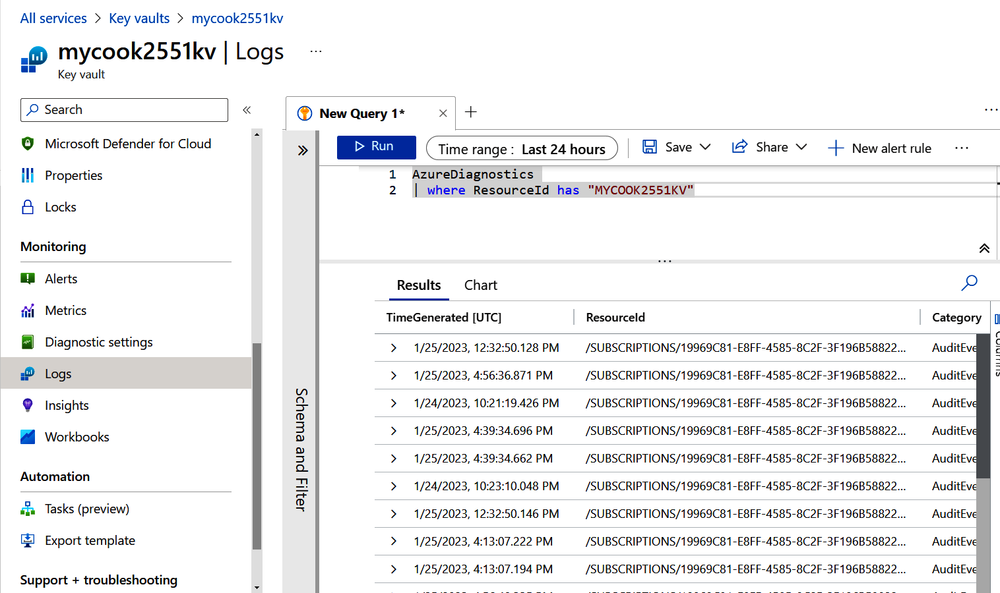 All services > Key vaults > mycook2551kv
mycook2551kv | Logs ...
Key vault
Search
«
Microsoft Defender for Cloud
Properties
Locks
Monitoring
Alerts
Metrics
Diagnostic settings
Logs
Insights
Workbooks
Automation
Tasks (preview)
Export template
Support + troubleshooting
New Query 1*
Run
Time range : Last 24 hours
Save
Share
New alert rule
...
1 AzureDiagnostics
2 | where ResourceId has "MYCOOK2551KV"
Schema and Filter
Results Chart
TimeGenerated [UTC] ResourceId Category
1/25/2023, 12:32:50.128 PM /SUBSCRIPTIONS/19969C81-E8FF-4585-8C2F-3F196B58822... AuditEve
1/25/2023, 4:56:36.871 PM /SUBSCRIPTIONS/19969C81-E8FF-4585-8C2F-3F196B58822... AuditEve
1/24/2023, 10:21:19.426 PM /SUBSCRIPTIONS/19969C81-E8FF-4585-8C2F-3F196B58822... AuditEve
1/25/2023, 4:39:34.696 PM /SUBSCRIPTIONS/19969C81-E8FF-4585-8C2F-3F196B58822... AuditEve
1/25/2023, 4:39:34.662 PM /SUBSCRIPTIONS/19969C81-E8FF-4585-8C2F-3F196B58822... AuditEve
1/24/2023, 10:23:10.048 PM /SUBSCRIPTIONS/19969C81-E8FF-4585-8C2F-3F196B58822... AuditEve
1/25/2023, 12:32:50.146 PM /SUBSCRIPTIONS/19969C81-E8FF-4585-8C2F-3F196B58822... AuditEve
1/25/2023, 4:13:07.222 PM /SUBSCRIPTIONS/19969C81-E8FF-4585-8C2F-3F196B58822... AuditEve
1/25/2023, 4:13:07.194 PM /SUBSCRIPTIONS/19969C81-E8FF-4585-8C2F-3F196B58822... AuditEve